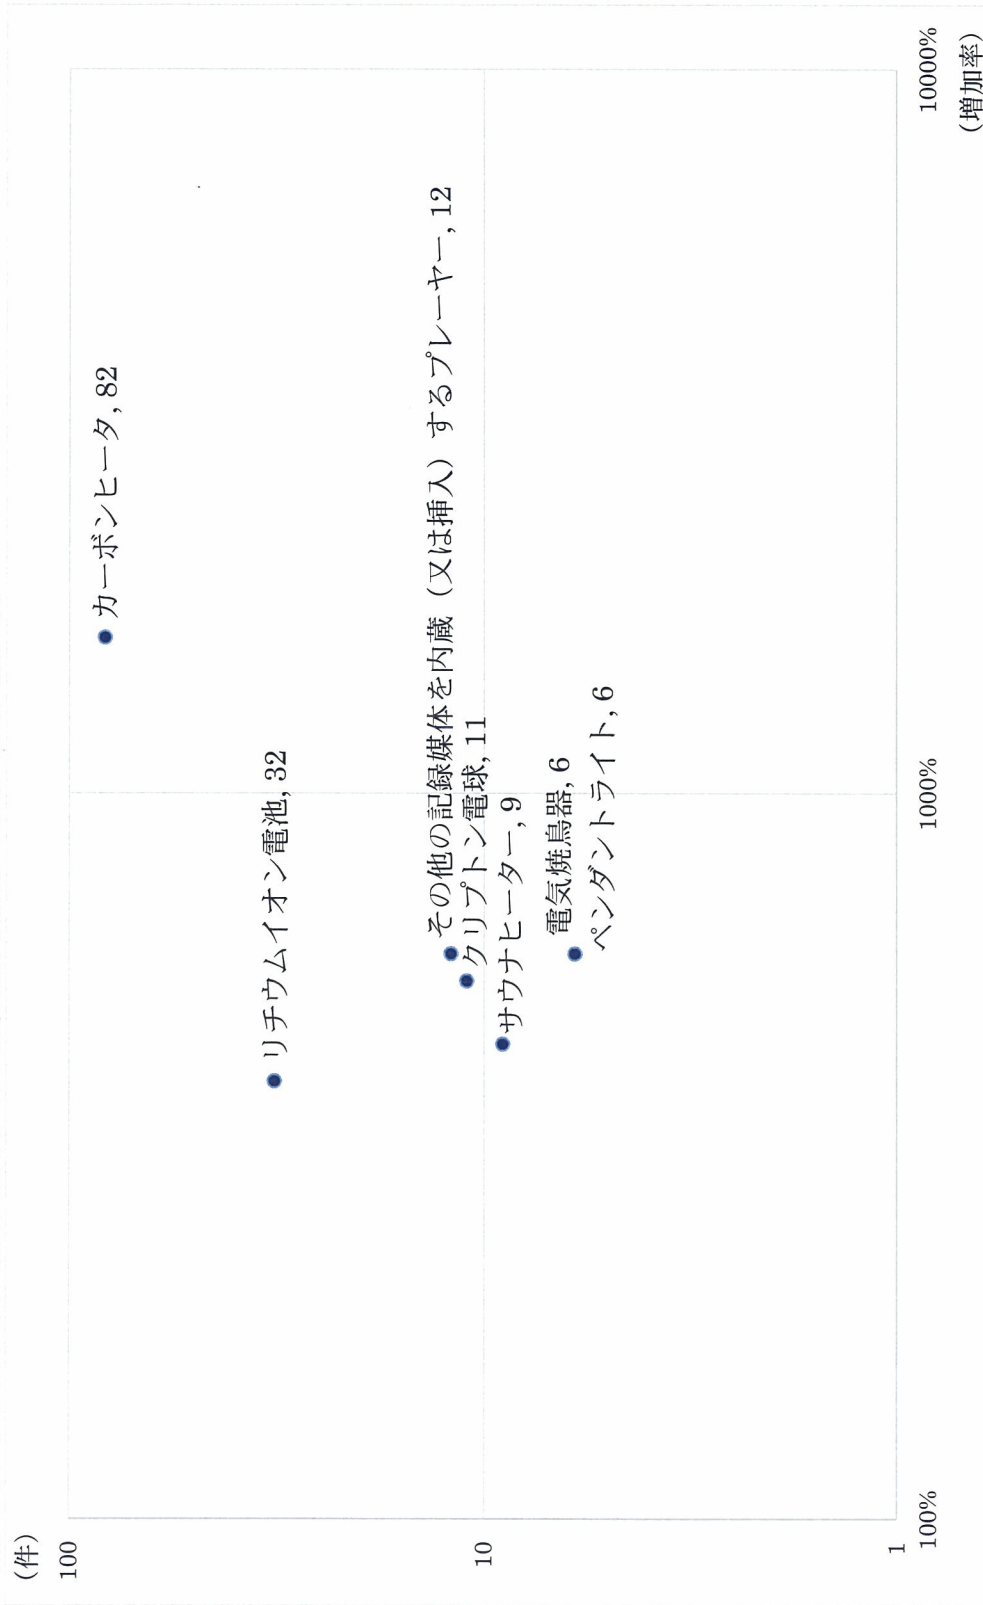 （件）
100
カーボンヒータ, 82
リチウムイオン電池, 32
その他の記録媒体を内蔵（又は挿入）するプレーヤー, 12
クリプトン電球, 11
10
サウナヒーター, 9
電気焼鳥器, 6
ペンダントライト, 6
1
100%
1000%
10000%
（増加率）